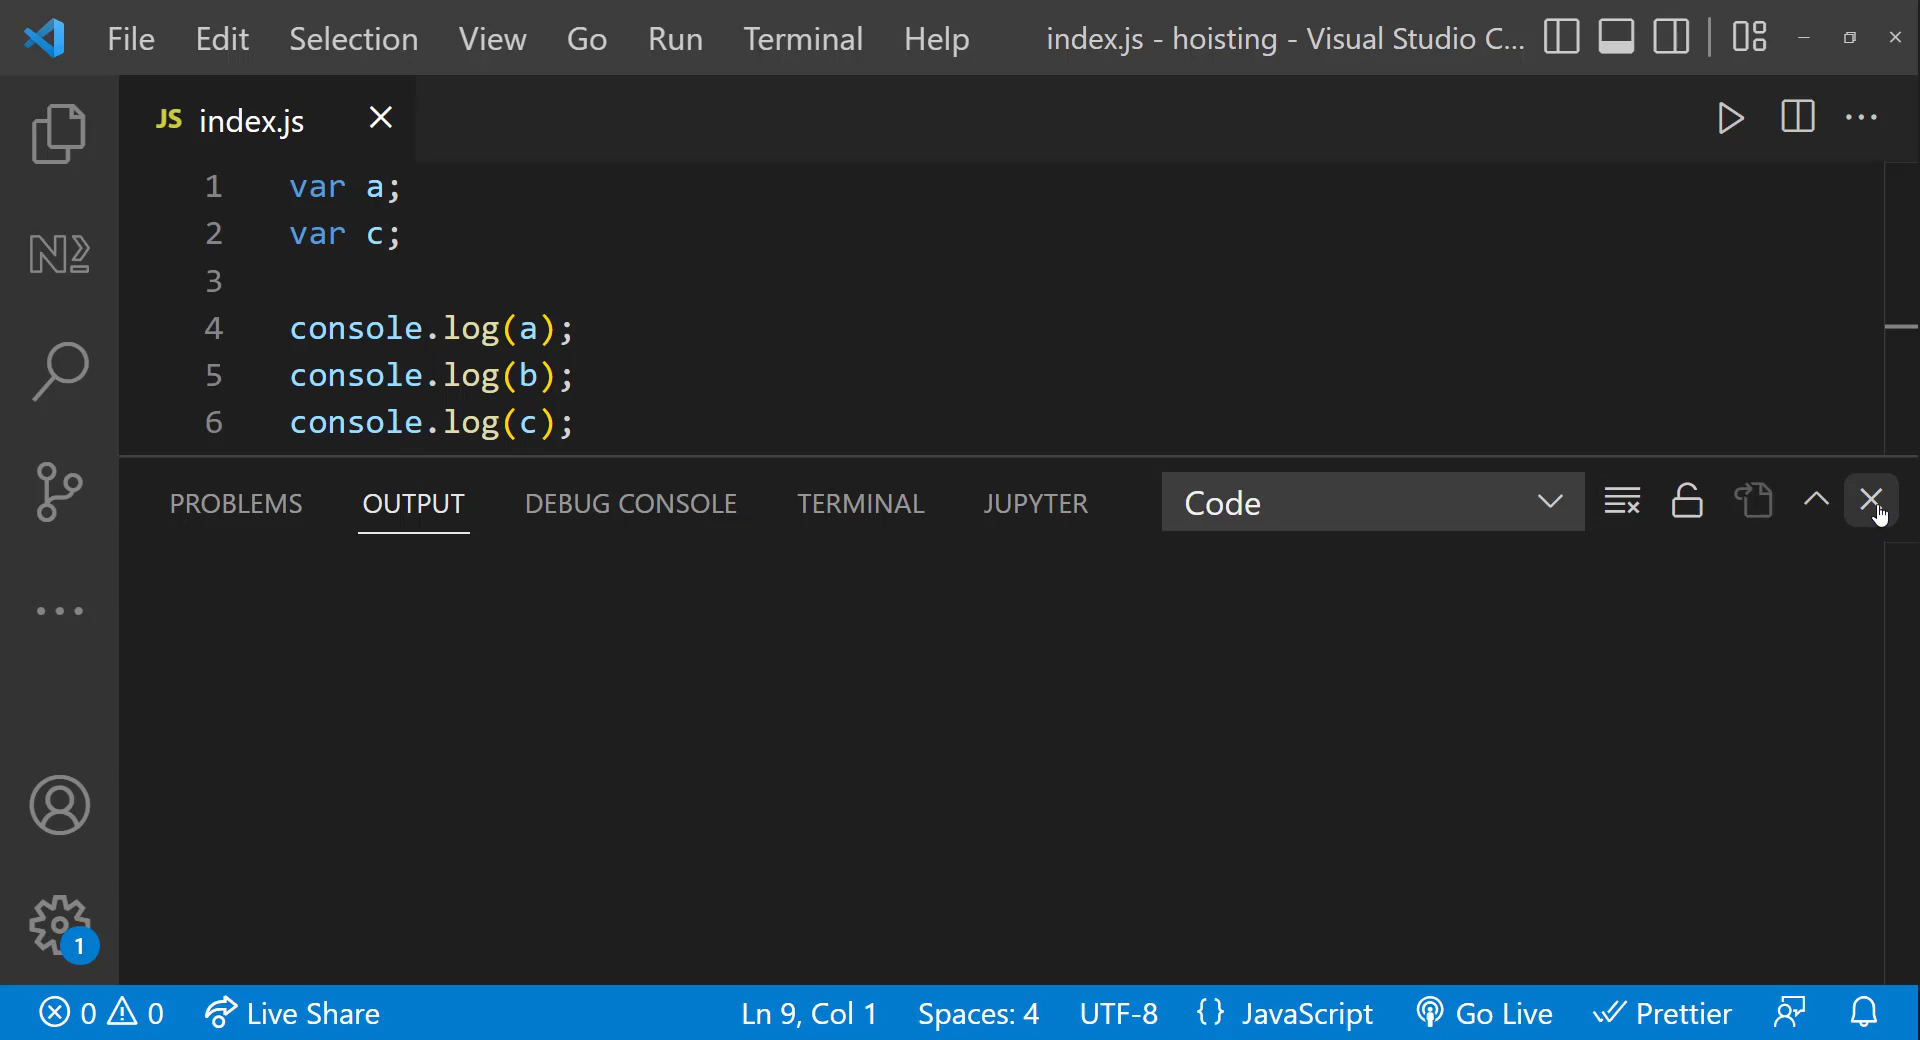 File Edit Selection View Go Run Terminal Help index.js - hoisting - Visual Studio C...
JS index.js
1 var a;
2 var c;
3
4 console.log(a);
5 console.log(b);
6 console.log(c);
PROBLEMS OUTPUT DEBUG CONSOLE TERMINAL JUPYTER Code
1
0 0 Live Share Ln 9, Col 1 Spaces: 4 UTF-8 {} JavaScript Go Live Prettier